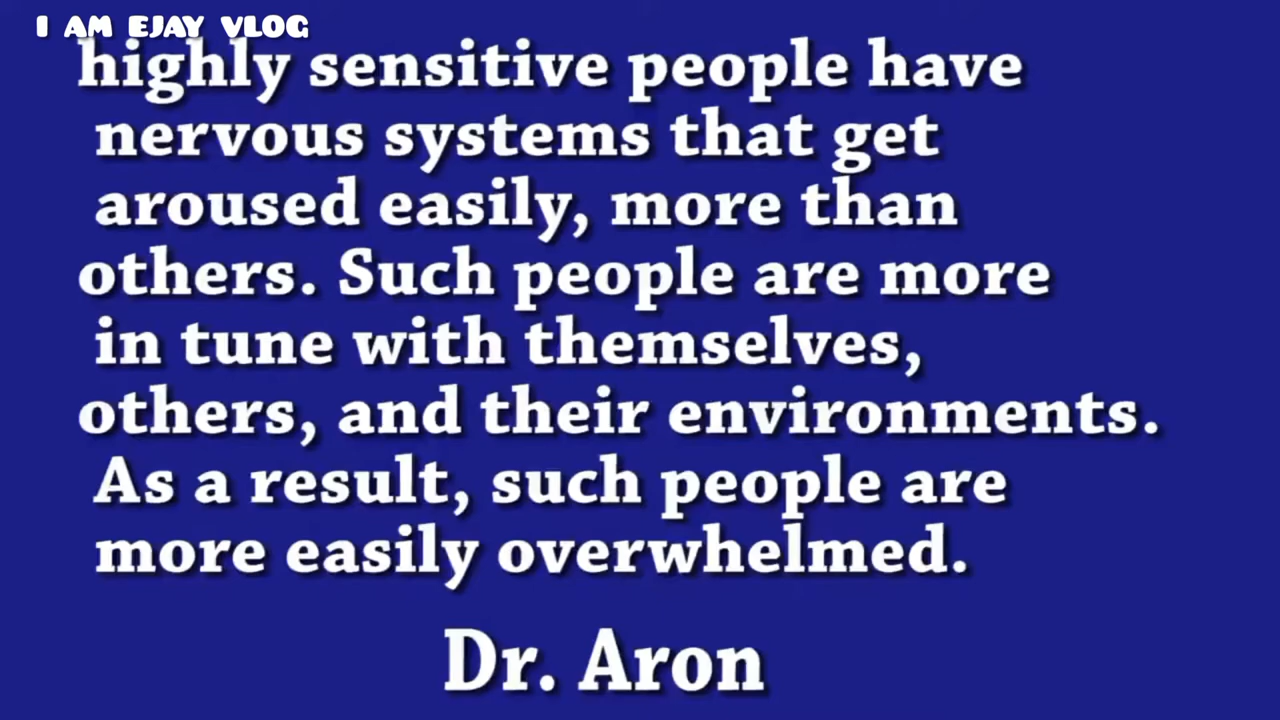 I AM EJAY VLOG
highly sensitive people have
nervous systems that get
aroused easily, more than
others. Such people are more
in tune with themselves,
others, and their environments.
As a result, such people are
more easily overwhelmed.
Dr. Aron